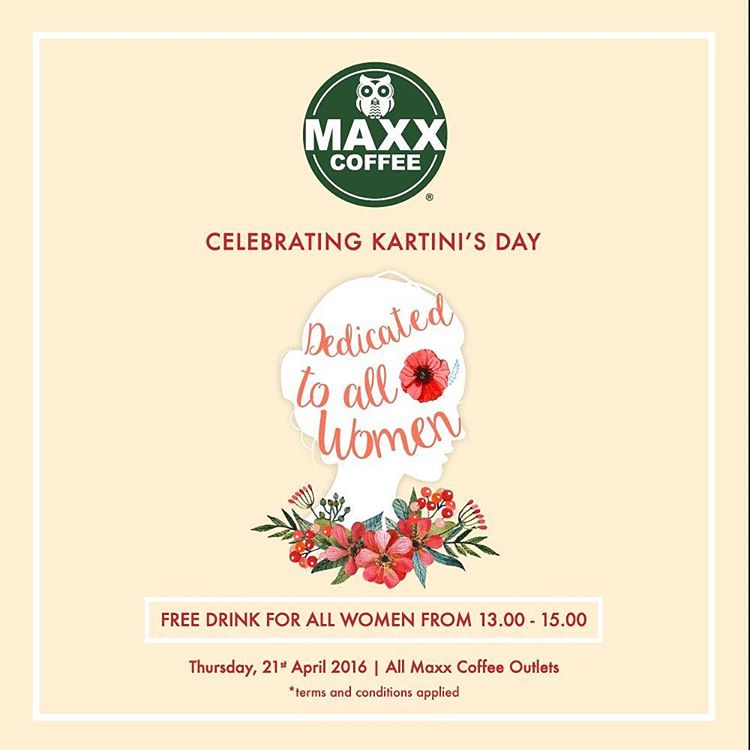 MAXX
COFFEE
®
CELEBRATING KARTINI'S DAY
Dedicated
to all
Women
FREE DRINK FOR ALL WOMEN FROM 13.00 - 15.00
Thursday, 21st April 2016 | All Maxx Coffee Outlets
*terms and conditions applied